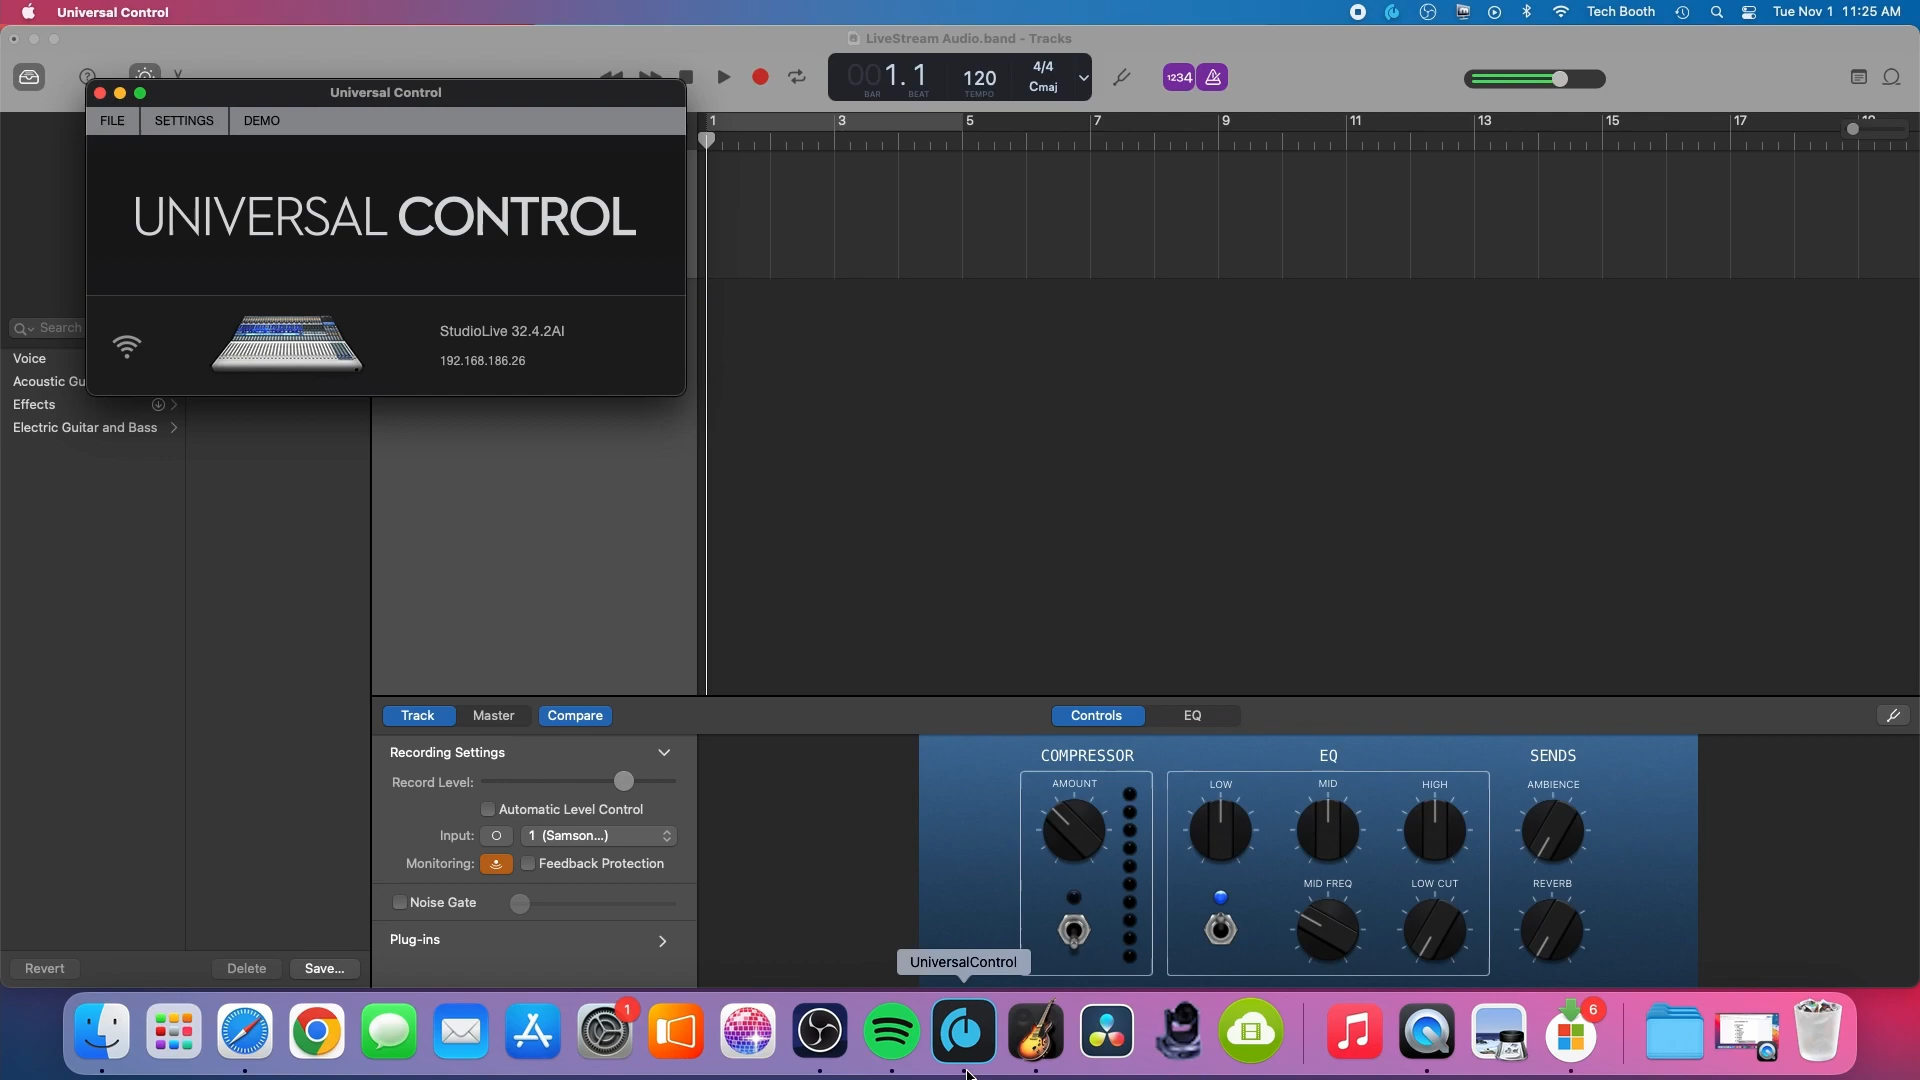 Universal Control
Tech Booth
Tue Nov 1 11:25 AM
LiveStream Audio.band - Tracks
001. 1
BAR
BEAT
120
TEMPO
4/4
Cmaj
1234
Universal Control
FILE
SETTINGS
DEMO
UNIVERSAL CONTROL
StudioLive 32.4.2AI
192.168.186.26
1
3
5
7
9
11
13
15
17
Search
Voice
Acoustic Gu
Effects
Electric Guitar and Bass
Track
Master
Compare
Controls
EQ
Recording Settings
Record Level:
Automatic Level Control
Input:
1 (Samson...)
Monitoring:
Feedback Protection
Noise Gate
Plug-ins
COMPRESSOR
EQ
SENDS
AMOUNT
LOW
MID
HIGH
AMBIENCE
MID FREQ
LOW CUT
REVERB
Revert
Delete
Save...
UniversalControl
1
6